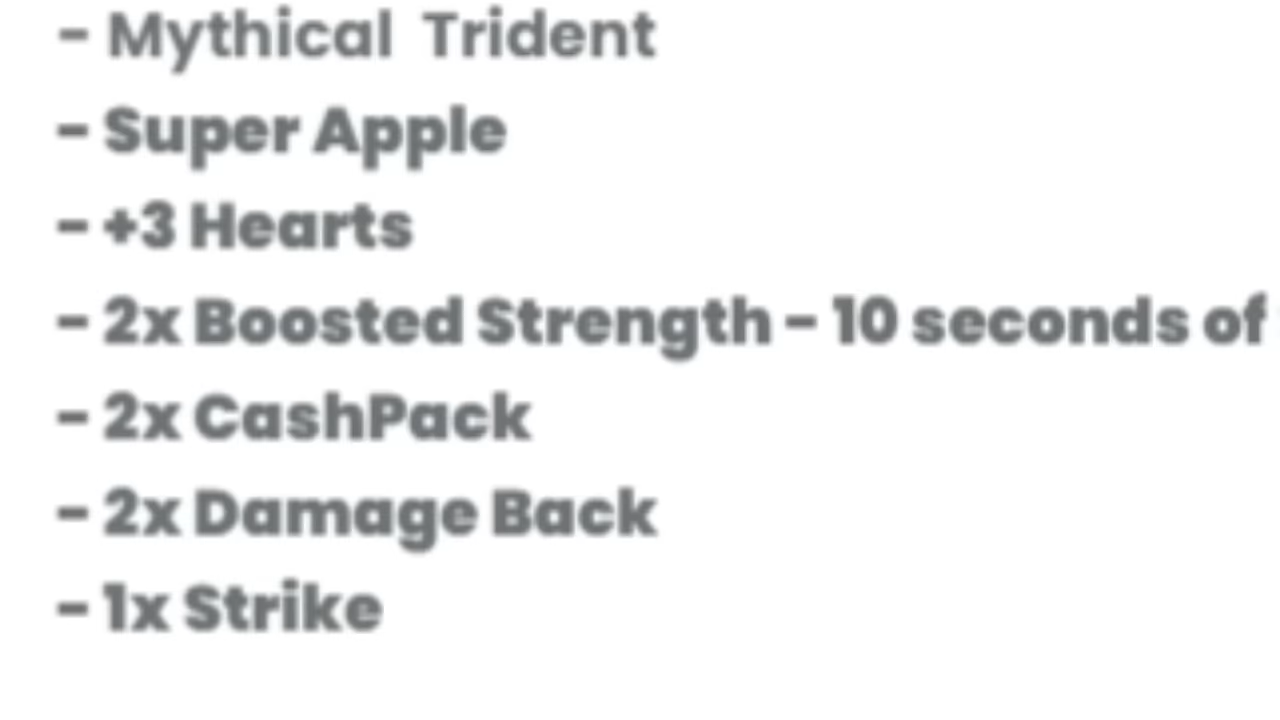 - Mythical  Trident
- Super Apple
- +3 Hearts
- 2x Boosted Strength - 10 seconds of
- 2x CashPack
- 2x Damage Back
- 1x Strike